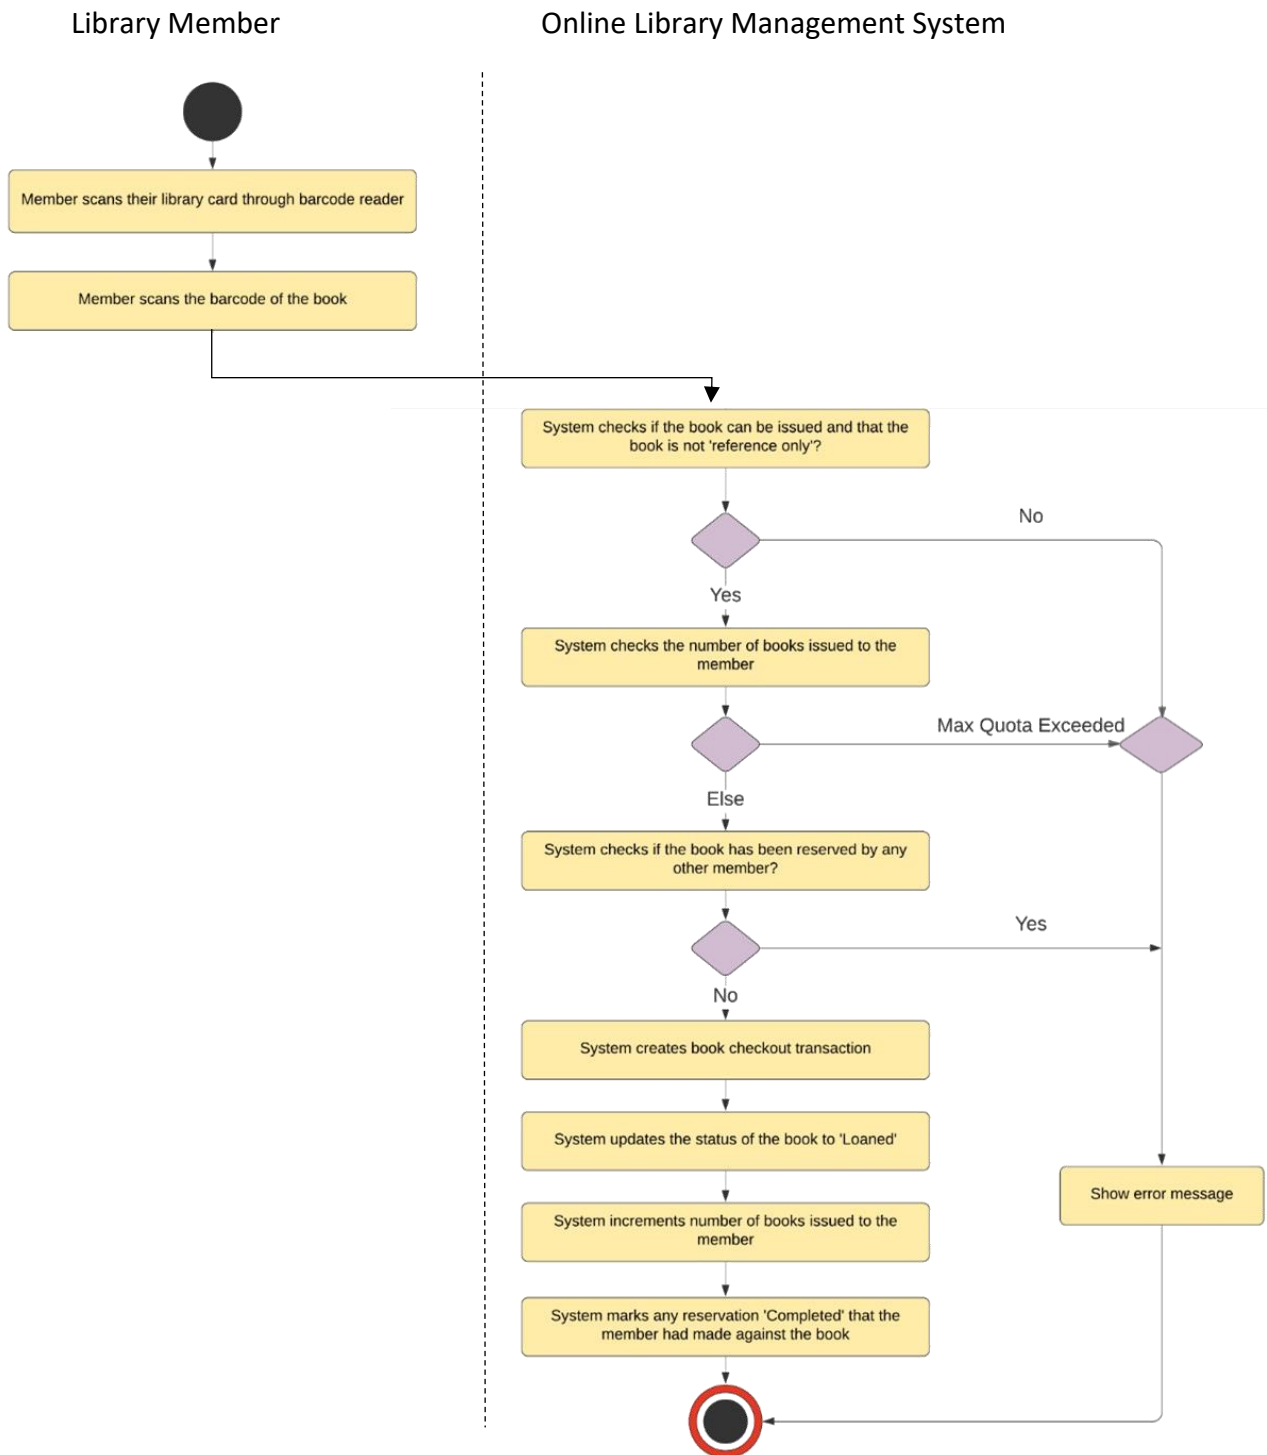 Library Member
Online Library Management System
Member scans their library card through barcode reader
Member scans the barcode of the book
System checks if the book can be issued and that the
book is not 'reference only'?
No
Yes
System checks the number of books issued to the
member
Max Quota Exceeded
Else
System checks if the book has been reserved by any
other member?
Yes
No
System creates book checkout transaction
System updates the status of the book to 'Loaned'
Show error message
System increments number of books issued to the
member
System marks any reservation 'Completed' that the
member had made against the book